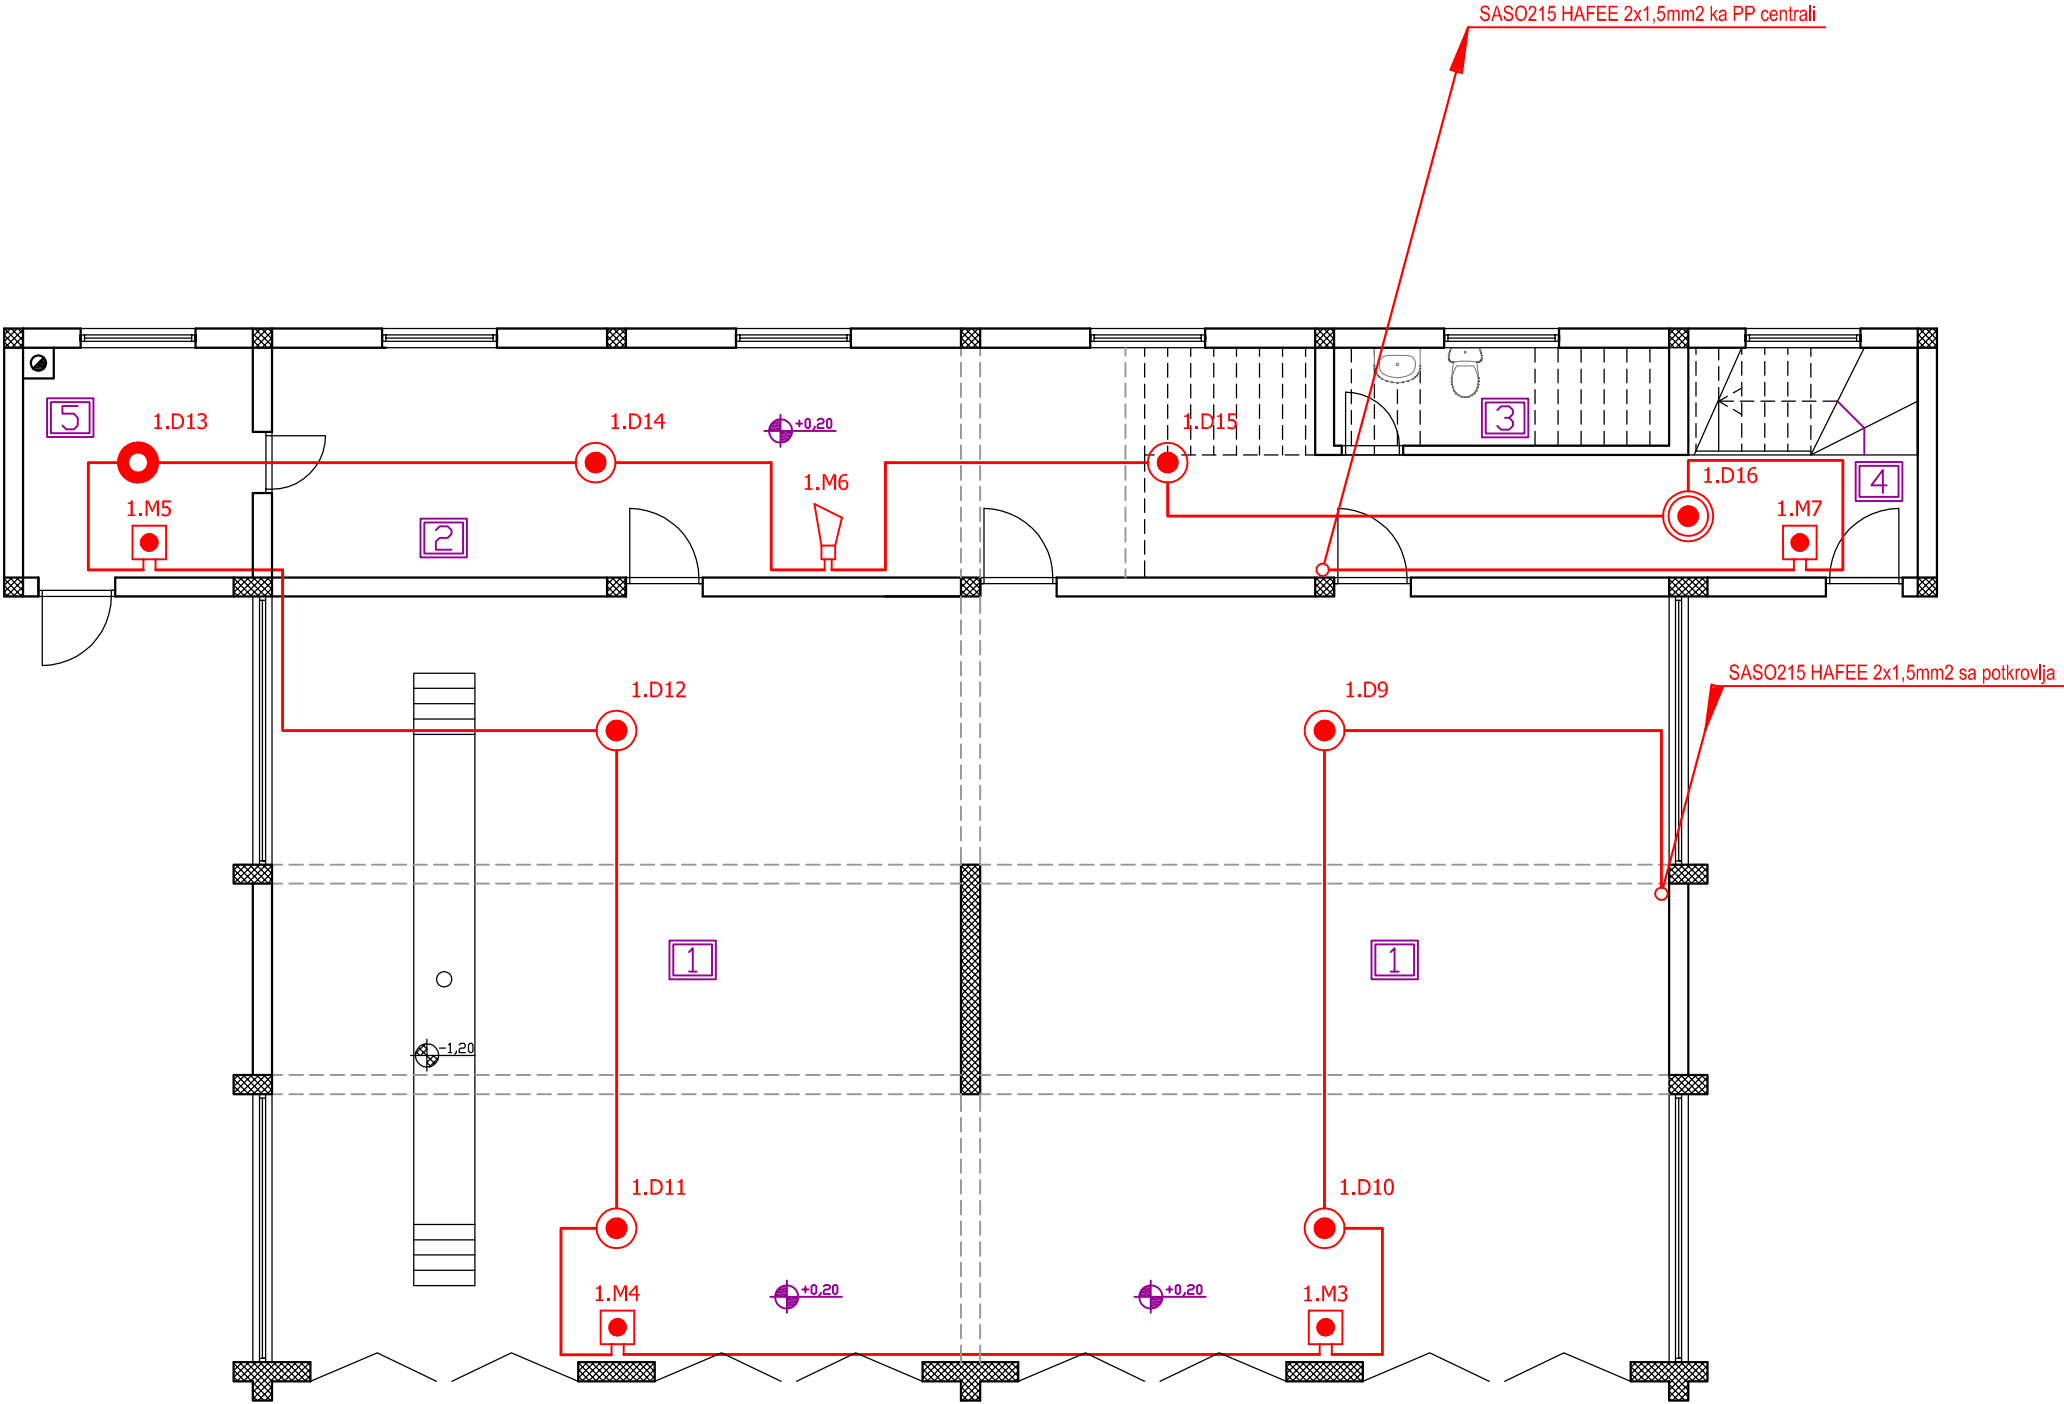 SASO215 HAFEE 2x1,5mm2 ka PP centrali
5
1.D13
1.D14
+0,20
1.D15
3
1.D16
4
1.M5
1.M6
1.M7
2
SASO215 HAFEE 2x1,5mm2 sa potkrovlja
1.D12
1.D9
1
1
-1,20
1.D11
1.D10
+0,20
+0,20
1.M4
1.M3